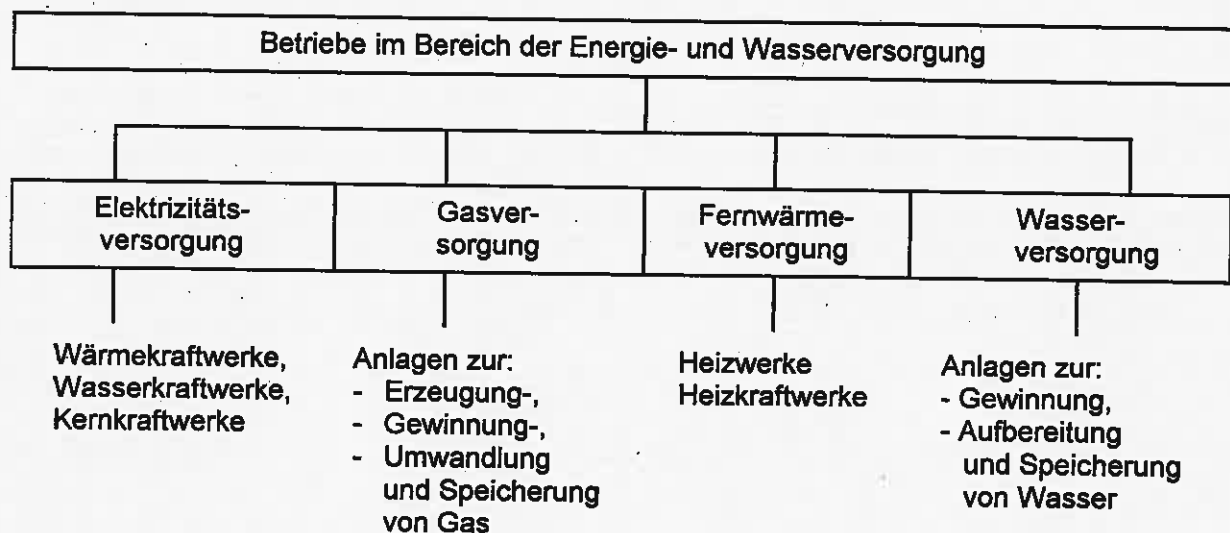 Betriebe im Bereich der Energie- und Wasserversorgung
Elektrizitäts-
versorgung
Gasver-
sorgung
Fernwärme-
versorgung
Wasser-
versorgung
Wärmekraftwerke,
Wasserkraftwerke,
Kernkraftwerke
Anlagen zur:
- Erzeugung-,
- Gewinnung-,
- Umwandlung
und Speicherung
von Gas
Heizwerke
Heizkraftwerke
Anlagen zur:
- Gewinnung,
- Aufbereitung
und Speicherung
von Wasser